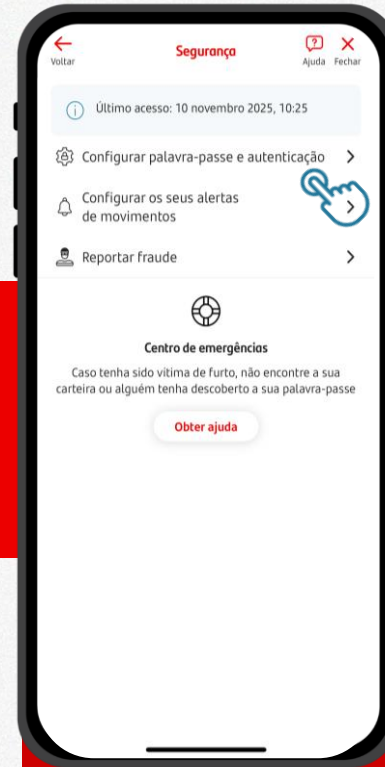 Segurança
Voltar
Ajuda Fechar
Último acesso: 10 novembro 2025, 10:25
Configurar palavra-passe e autenticação
Configurar os seus alertas
de movimentos
Reportar fraude
Centro de emergências
Caso tenha sido vitima de furto, não encontre a sua
carteira ou alguém tenha descoberto a sua palavra-passe
Obter ajuda